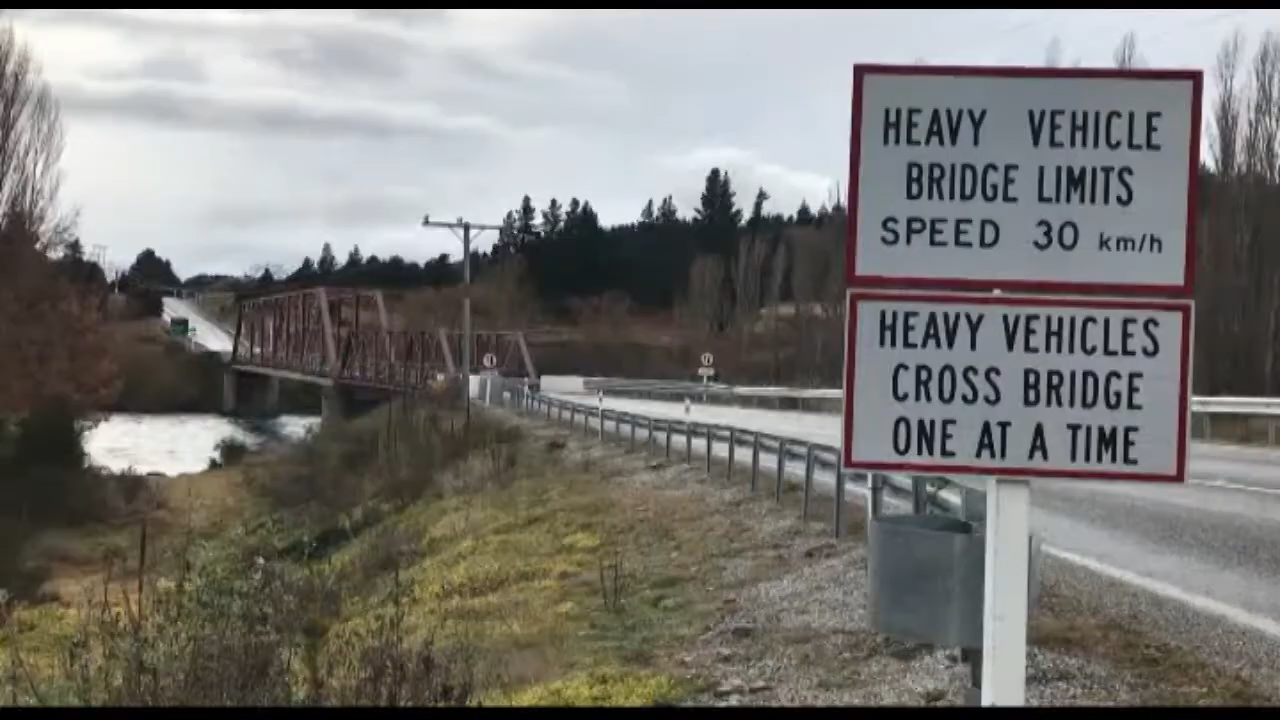 HEAVY VEHICLE
BRIDGE LIMITS
SPEED 30 km/h
HEAVY VEHICLES
CROSS BRIDGE
ONE AT A TIME